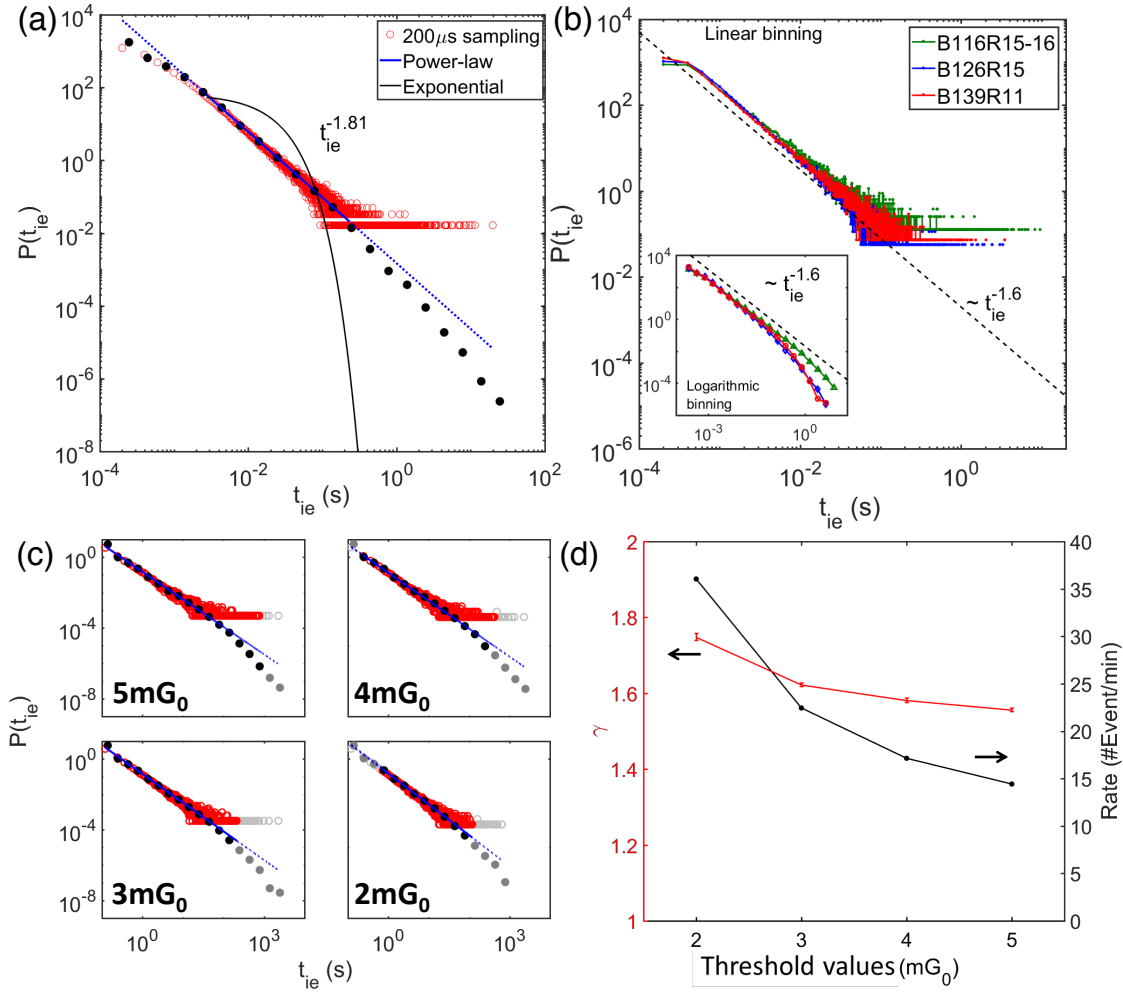 (a)
10^4
10^2
10^0
10^-2
10^-4
10^-6
10^-8
P(t_ie)
200μs sampling
Power-law
Exponential
t_ie^-1.81
10^-4
10^-2
10^0
10^2
t_ie (s)
(b)
10^4
10^2
10^0
10^-2
10^-4
10^-6
P(t_ie)
Linear binning
B116R15-16
B126R15
B139R11
~ t_ie^-1.6
10^4
10^0
10^-4
~ t_ie^-1.6
Logarithmic
binning
10^-3
10^0
10^-4
10^-2
10^0
t_ie (s)
(c)
P(t_ie)
10^0
10^-4
10^-8
5mG_0
4mG_0
10^0
10^-4
10^-8
3mG_0
2mG_0
10^0
10^3
10^0
10^3
t_ie (s)
(d)
2
1.8
1.6
1.4
1.2
1
γ
40
35
30
25
20
15
10
5
0
Rate (#Event/min)
2
3
4
5
Threshold values (mG_0)